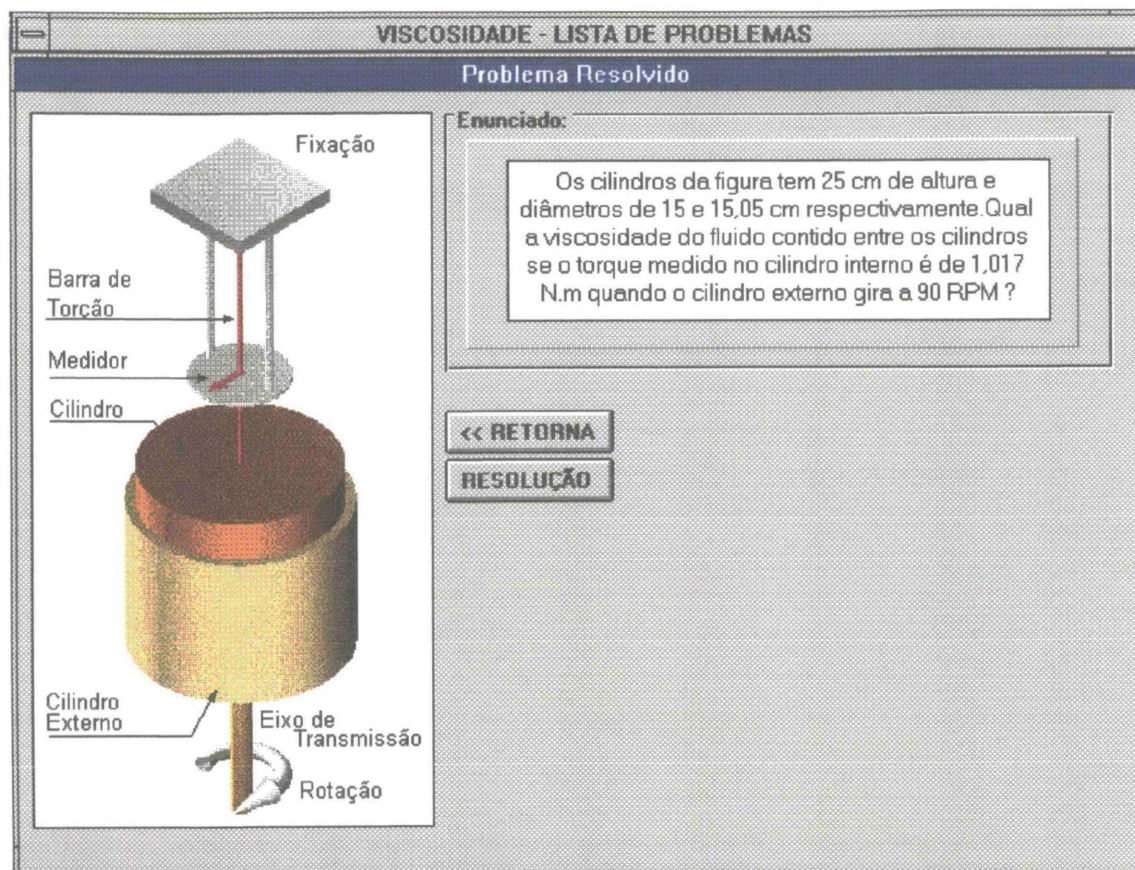 VISCOSIDADE - LISTA DE PROBLEMAS
Problema Resolvido
Fixação
Barra de
Torção
Medidor
Cilindro
Cilindro
Externo
Eixo de
Transmissão
Rotação
Enunciado:
Os cilindros da figura tem 25 cm de altura e
diâmetros de 15 e 15,05 cm respectivamente.Qual
a viscosidade do fluido contido entre os cilindros
se o torque medido no cilindro interno é de 1,017
N.m quando o cilindro externo gira a 90 RPM ?
<< RETORNA
RESOLUÇÃO